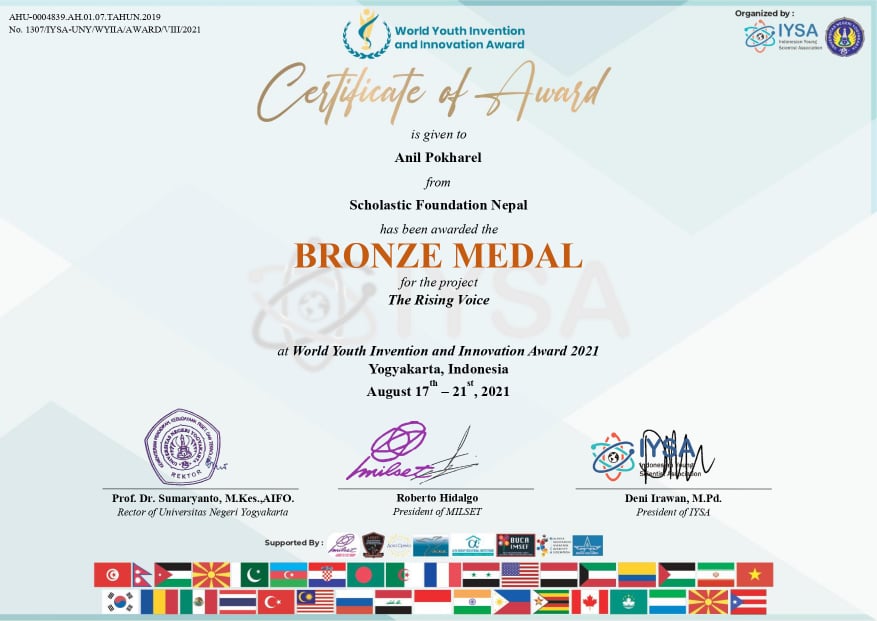 AHU-0004839.AH.01.07.TAHUN.2019
No. 1307/IYSA-UNY/WYIIA/AWARD/VIII/2021
World Youth Invention
and Innovation Award
Organized by :
IYSA
Indonesian Young
Scientist Association
Certificate of Award
is given to
Anil Pokharel
from
Scholastic Foundation Nepal
has been awarded the
BRONZE MEDAL
for the project
The Rising Voice
IYSA
at World Youth Invention and Innovation Award 2021
Yogyakarta, Indonesia
August 17th – 21st, 2021
UNIVERSITAS NEGERI YOGYAKARTA
REKTOR
milset
IYSA
Indonesian Young
Scientist Association
Prof. Dr. Sumaryanto, M.Kes.,AIFO.
Rector of Universitas Negeri Yogyakarta
Roberto Hidalgo
President of MILSET
Deni Irawan, M.Pd.
President of IYSA
Supported By :
milset
BUCA
IMSEF